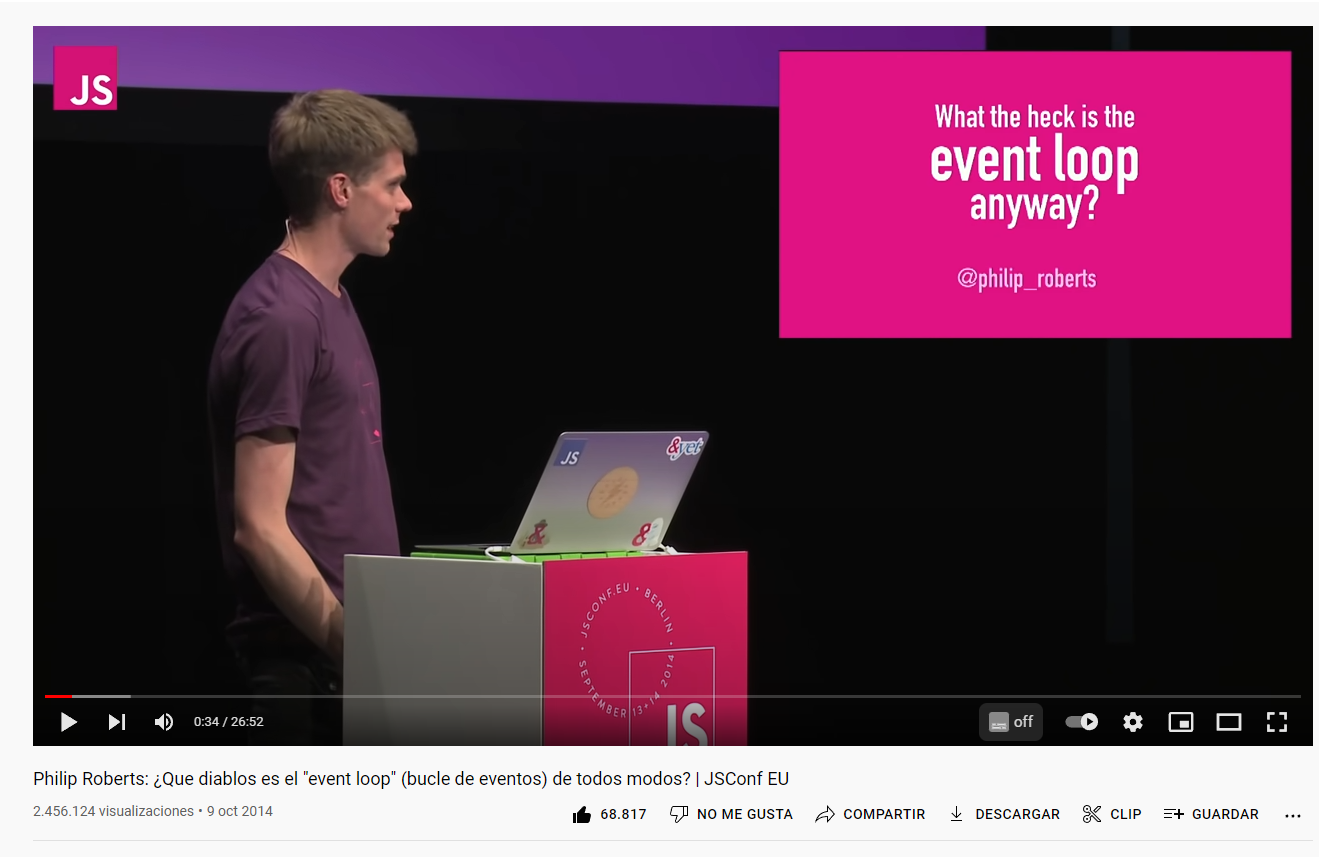 JS
What the heck is the
event loop
anyway?
@philip_roberts
JS
&yet
&
&
JSCONF.EU • BERLIN • SEPTEMBER 13+14 2014 •
JS
0:34 / 26:52
off
Philip Roberts: ¿Que diablos es el "event loop" (bucle de eventos) de todos modos? | JSConf EU
2.456.124 visualizaciones • 9 oct 2014
68.817
NO ME GUSTA
COMPARTIR
DESCARGAR
CLIP
GUARDAR
...